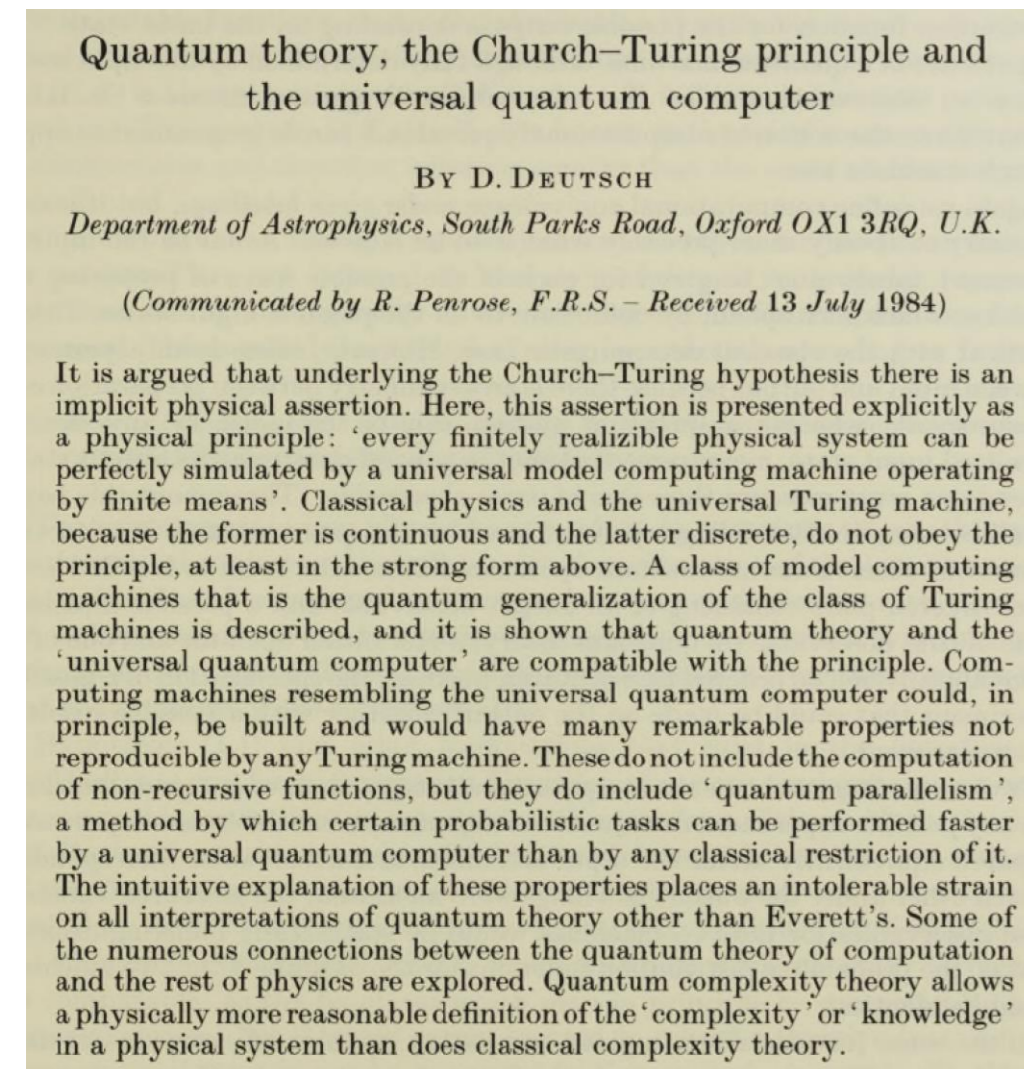 Quantum theory, the Church–Turing principle and
the universal quantum computer
BY D. DEUTSCH
Department of Astrophysics, South Parks Road, Oxford OX1 3RQ, U.K.
(Communicated by R. Penrose, F.R.S. – Received 13 July 1984)
It is argued that underlying the Church–Turing hypothesis there is an
implicit physical assertion. Here, this assertion is presented explicitly as
a physical principle: ‘every finitely realizible physical system can be
perfectly simulated by a universal model computing machine operating
by finite means’. Classical physics and the universal Turing machine,
because the former is continuous and the latter discrete, do not obey the
principle, at least in the strong form above. A class of model computing
machines that is the quantum generalization of the class of Turing
machines is described, and it is shown that quantum theory and the
‘universal quantum computer’ are compatible with the principle. Com-
puting machines resembling the universal quantum computer could, in
principle, be built and would have many remarkable properties not
reproducible by any Turing machine. These do not include the computation
of non-recursive functions, but they do include ‘quantum parallelism’,
a method by which certain probabilistic tasks can be performed faster
by a universal quantum computer than by any classical restriction of it.
The intuitive explanation of these properties places an intolerable strain
on all interpretations of quantum theory other than Everett’s. Some of
the numerous connections between the quantum theory of computation
and the rest of physics are explored. Quantum complexity theory allows
a physically more reasonable definition of the ‘complexity’ or ‘knowledge’
in a physical system than does classical complexity theory.